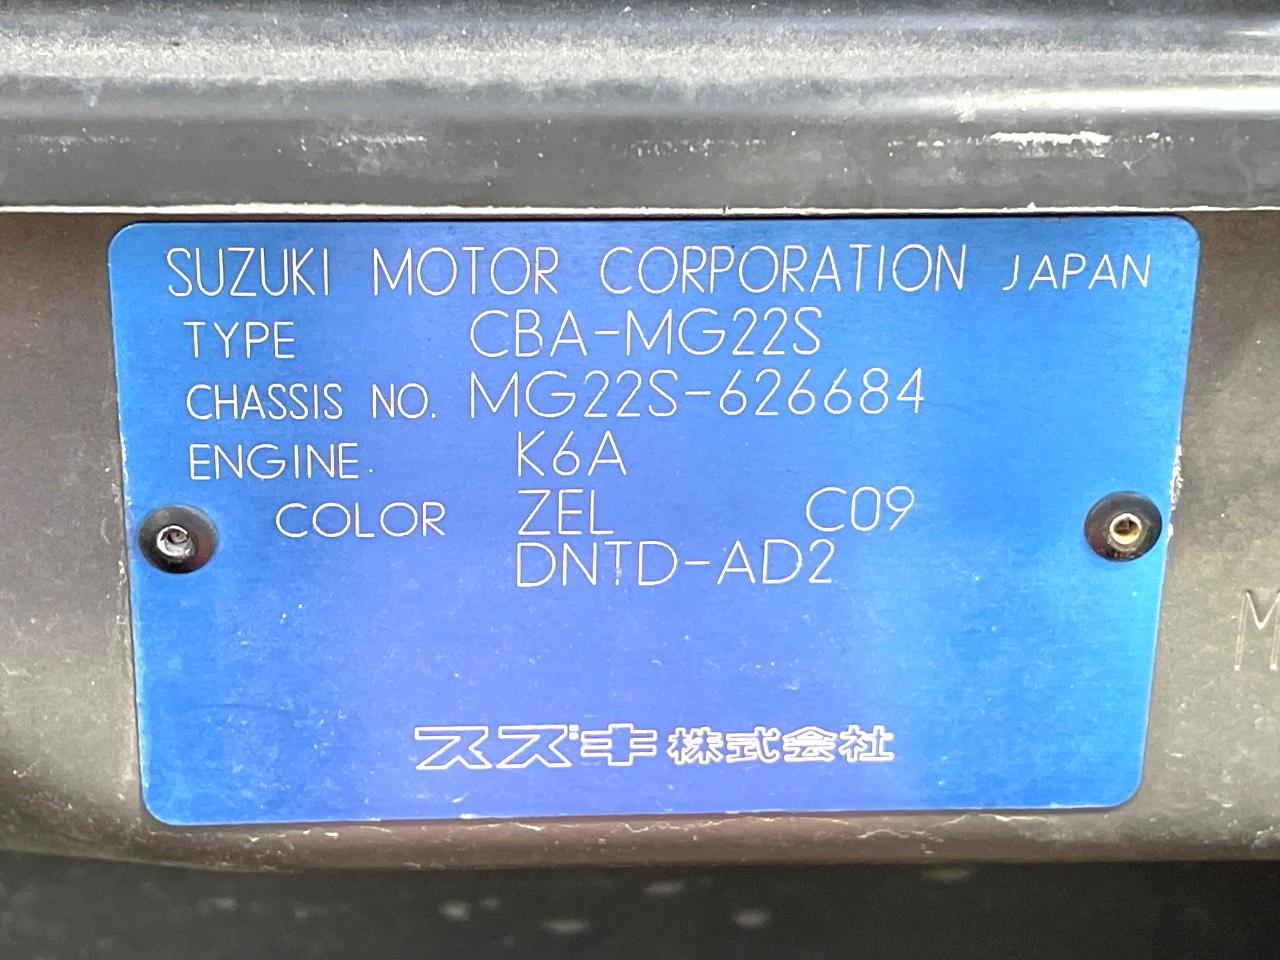 SUZUKI MOTOR CORPORATION JAPAN
TYPE CBA-MG22S
CHASSIS NO. MG22S-626684
ENGINE K6A
COLOR ZEL C09
DNTD-AD2
スズキ株式会社
M